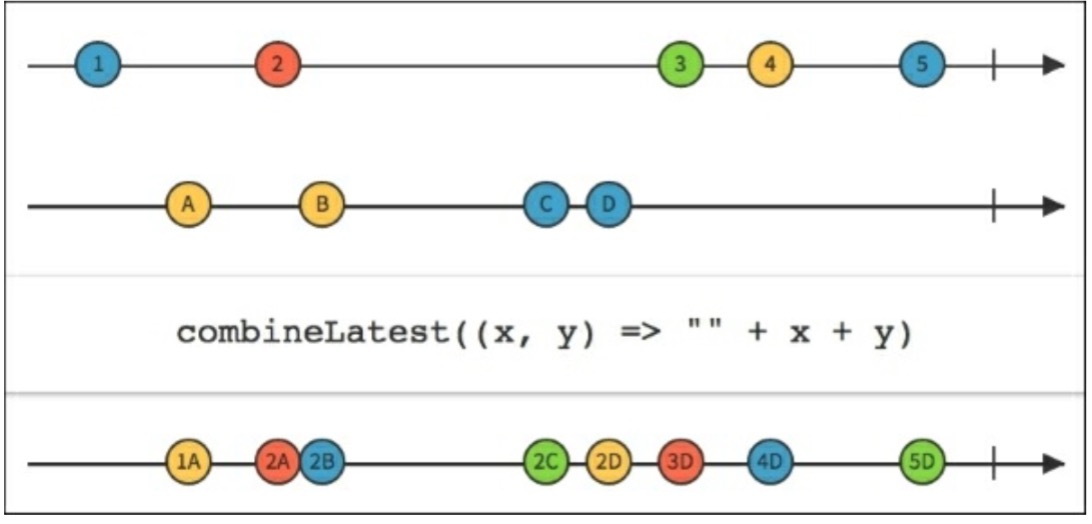 1 2 3 4 5
A B C D
combineLatest((x, y) => "" + x + y)
1A 2A 2B 2C 2D 3D 4D 5D